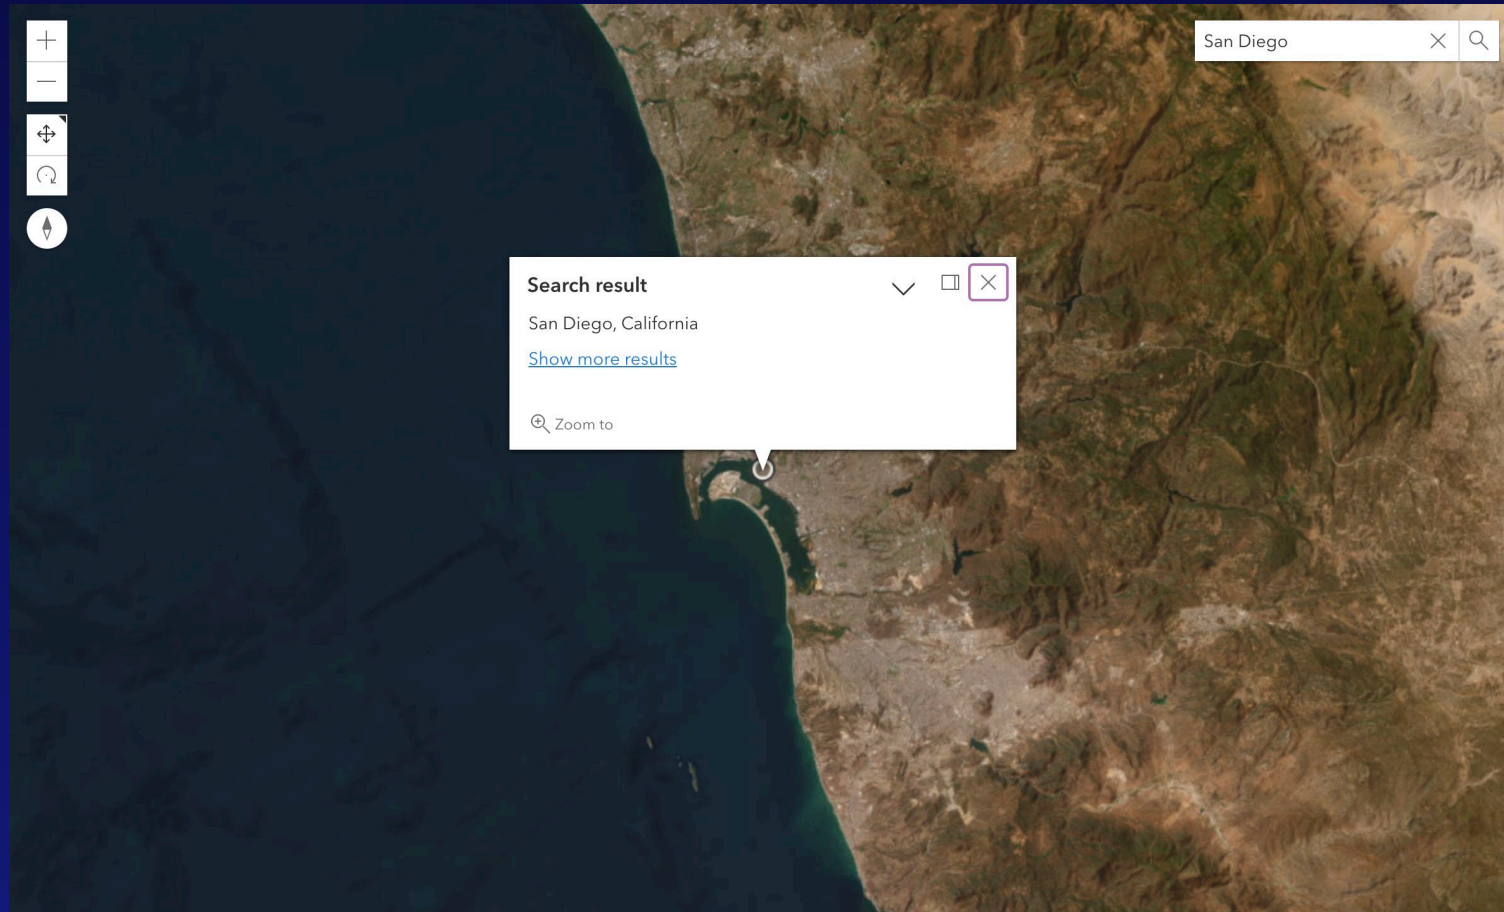 San Diego
Search result
San Diego, California
Show more results
Zoom to